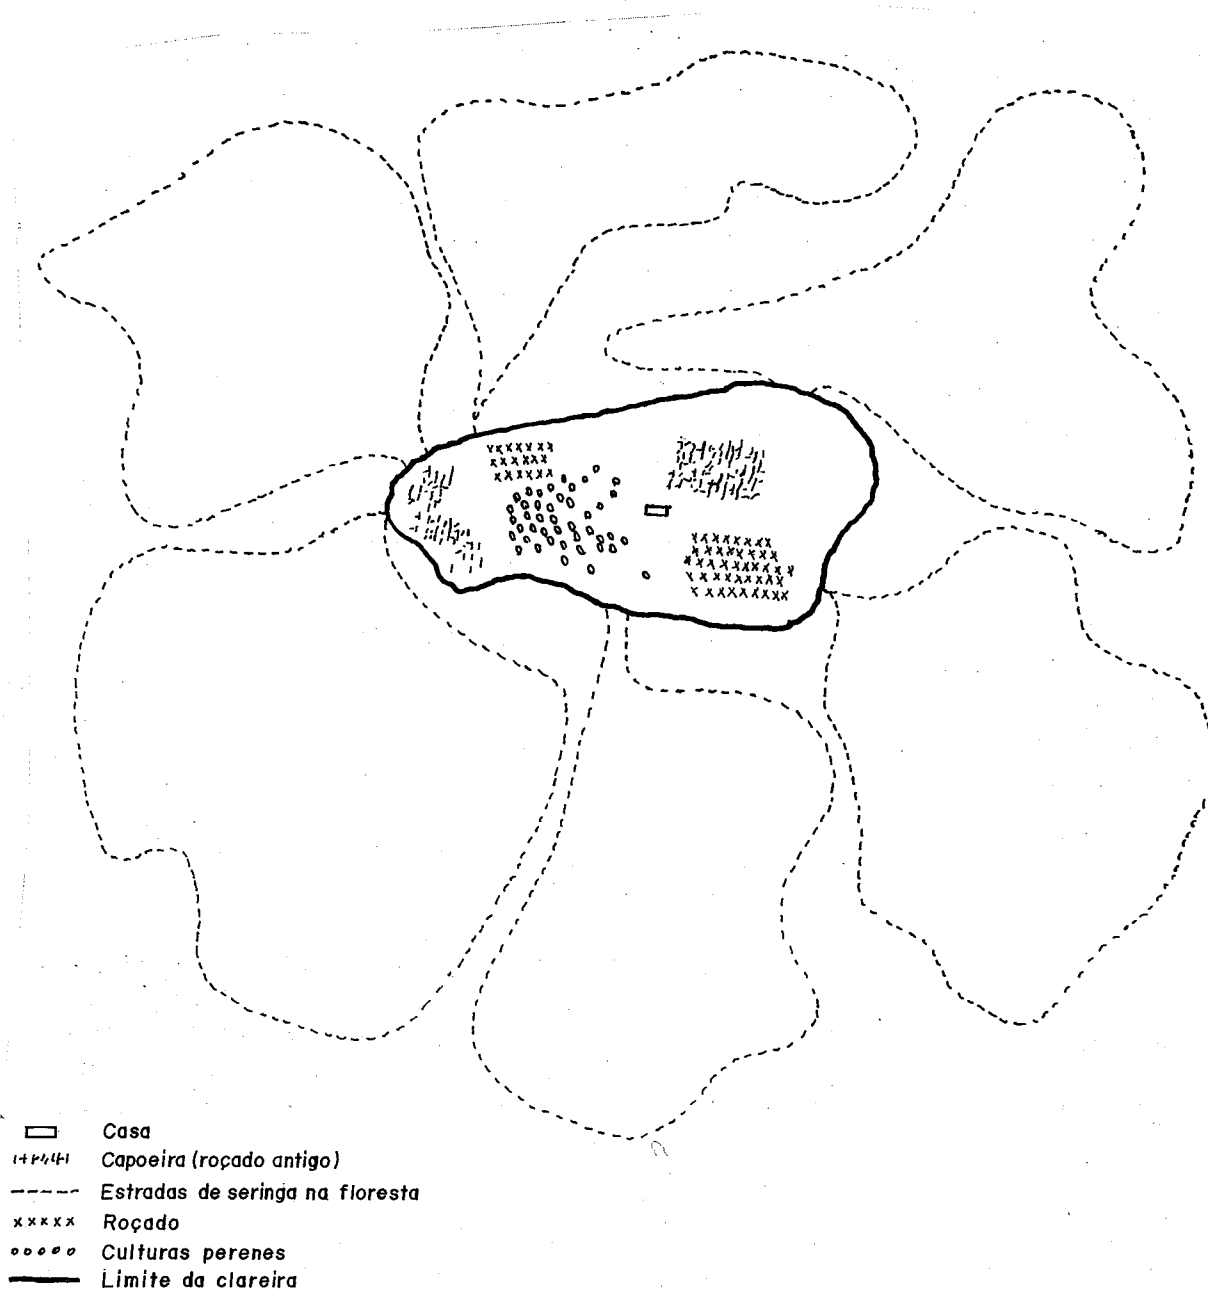 Casa
Capoeira (roçado antigo)
Estradas de seringa na floresta
Roçado
Culturas perenes
Limite da clareira